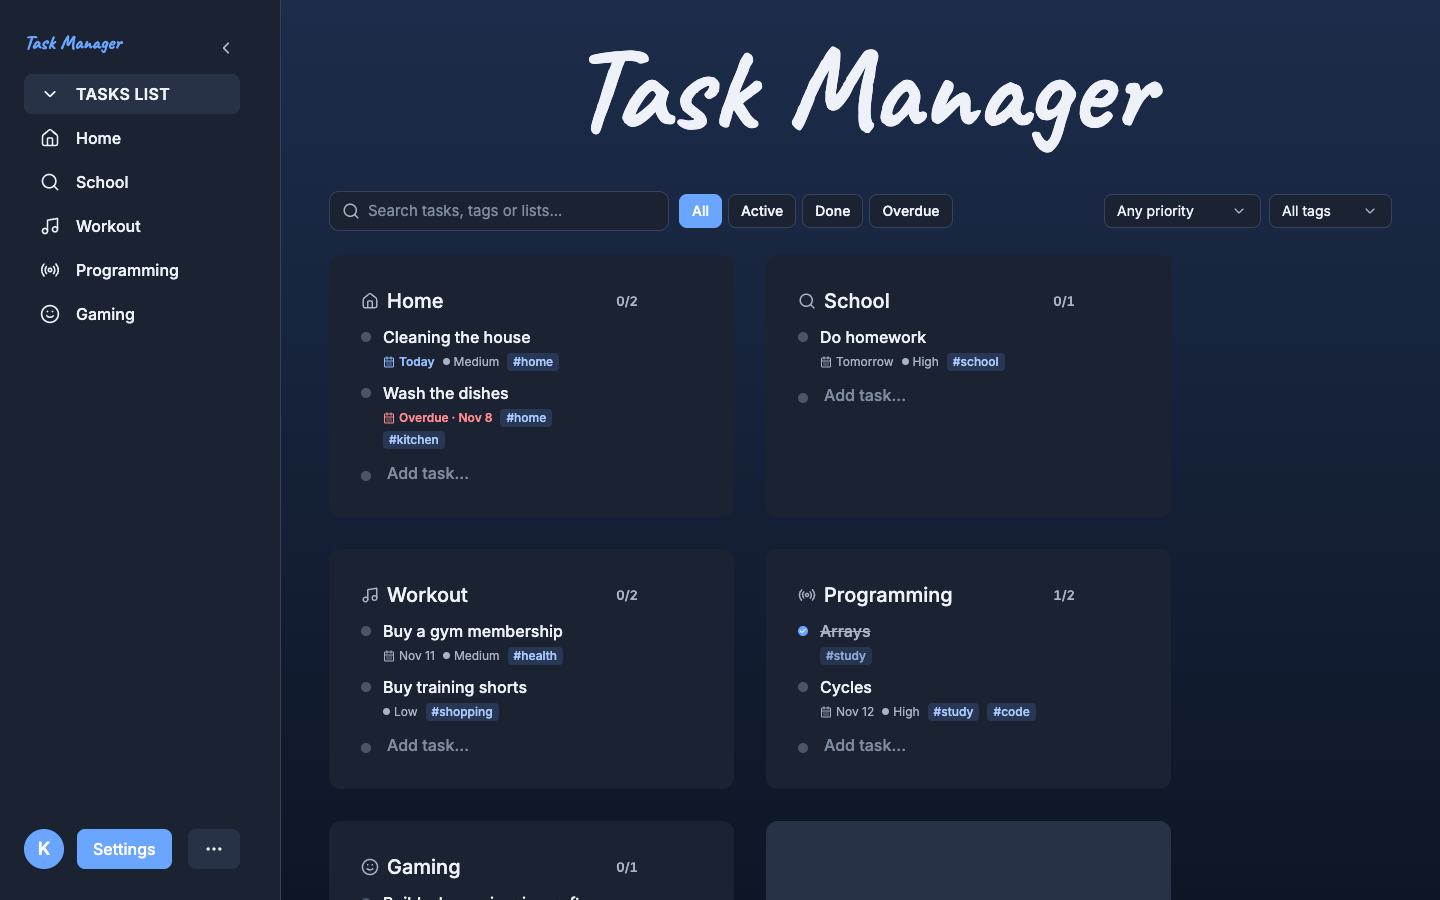 Task Manager
TASKS LIST
Home
School
Workout
Programming
Gaming
K
Settings
Task Manager
Search tasks, tags or lists...
All
Active
Done
Overdue
Any priority
All tags
Home
0/2
Cleaning the house
Today Medium #home
Wash the dishes
Overdue · Nov 8 #home
#kitchen
Add task...
School
0/1
Do homework
Tomorrow High #school
Add task...
Workout
0/2
Buy a gym membership
Nov 11 Medium #health
Buy training shorts
Low #shopping
Add task...
Programming
1/2
Arrays
#study
Cycles
Nov 12 High #study #code
Add task...
Gaming
0/1